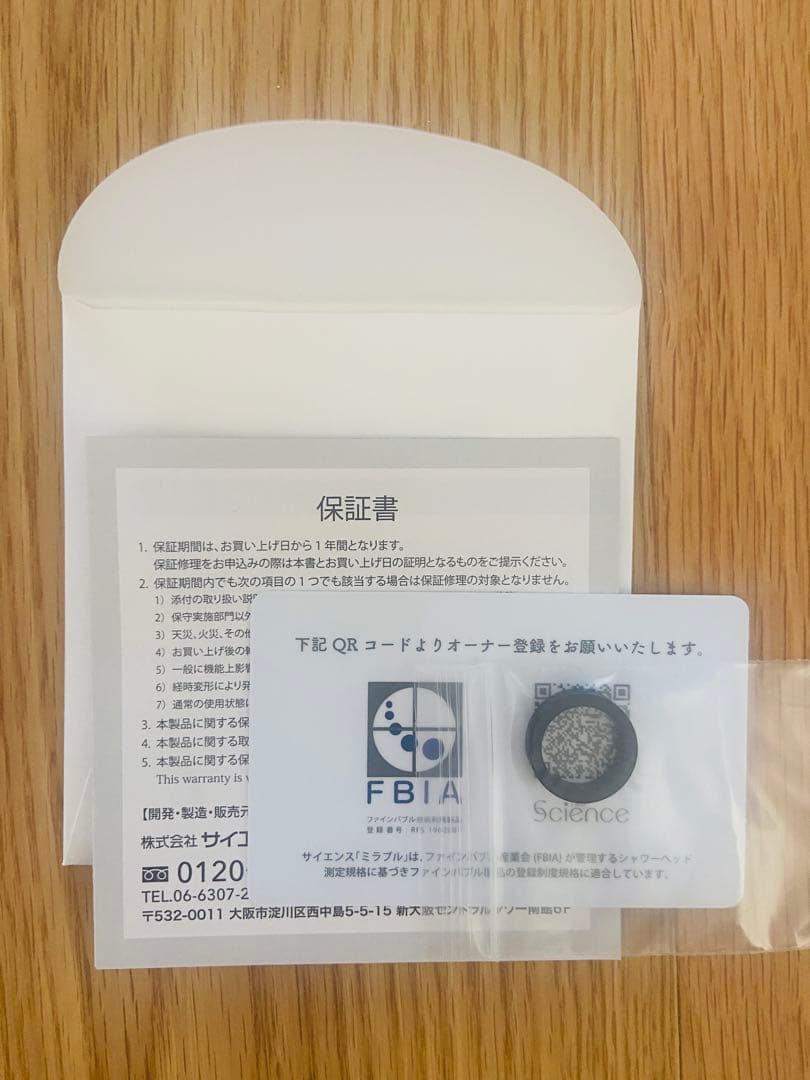 保証書
1. 保証期間は、お買い上げ日から1年間となります。
保証修理をお申込みの際は本書とお買い上げ日の証明となるものをご提示ください。
2. 保証期間内でも次の項目の1つでも該当する場合は保証修理の対象となりません。
1) 添付の取り扱い説
2) 保守実施部門以外
3) 天災、火災、その他
4) お買い上げ後の
5) 一般に機能上影響
6) 経時変形により発
7) 通常の使用状態に
3. 本製品に関する保
4. 本製品に関する取
5. 本製品に関する保
This warranty is
【開発・製造・販売元
株式会社 サイエ
0120
TEL.06-6307-2
〒532-0011 大阪市淀川区西中島5-5-15 新大阪セントラルタワー南館6F
下記QRコードよりオーナー登録をお願いいたします。
FBIA
ファインバブル
登録番号:
Science
サイエンス「ミラブル」は、ファインバブル産業会(FBIA)が管理するシャワーヘッド
測定規格に基づきファインバブル製品の登録制度規格に適合しています。